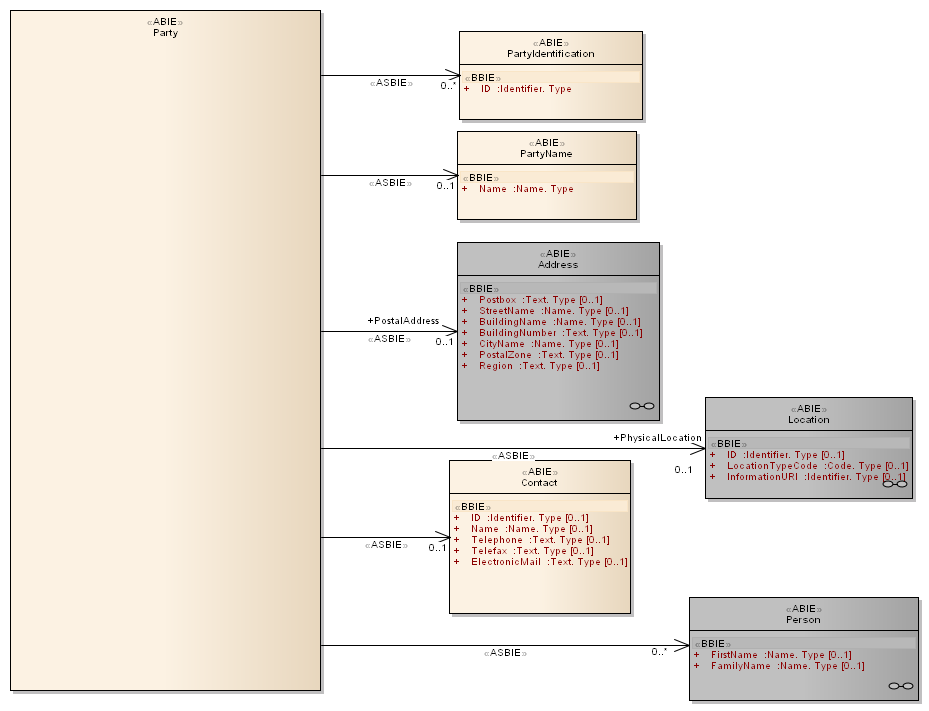 «ABIE»
Party
«ABIE»
PartyIdentification
«BBIE»
+ ID :Identifier. Type
«ASBIE»
0..*
«ABIE»
PartyName
«BBIE»
+ Name :Name. Type
«ASBIE»
0..1
«ABIE»
Address
«BBIE»
+ Postbox :Text. Type [0..1]
+ StreetName :Name. Type [0..1]
+ BuildingName :Name. Type [0..1]
+ BuildingNumber :Text. Type [0..1]
+ CityName :Name. Type [0..1]
+ PostalZone :Text. Type [0..1]
+ Region :Text. Type [0..1]
+PostalAddress
«ASBIE»
0..1
«ABIE»
Location
«BBIE»
+ ID :Identifier. Type [0..1]
+ LocationTypeCode :Code. Type [0..1]
+ InformationURI :Identifier. Type [0..1]
+PhysicalLocation
«ASBIE»
0..1
«ABIE»
Contact
«BBIE»
+ ID :Identifier. Type [0..1]
+ Name :Name. Type [0..1]
+ Telephone :Text. Type [0..1]
+ Telefax :Text. Type [0..1]
+ ElectronicMail :Text. Type [0..1]
«ASBIE»
0..1
«ABIE»
Person
«BBIE»
+ FirstName :Name. Type [0..1]
+ FamilyName :Name. Type [0..1]
«ASBIE»
0..*